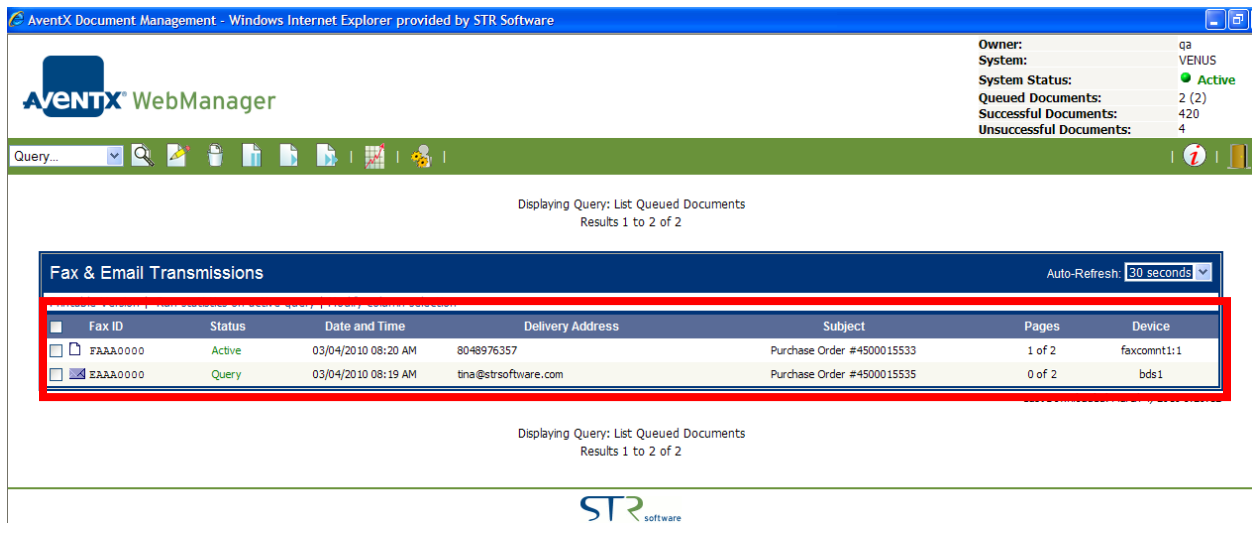 AventX Document Management - Windows Internet Explorer provided by STR Software
Owner: qa
System: VENUS
System Status: Active
Queued Documents: 2 (2)
Successful Documents: 420
Unsuccessful Documents: 4
AVENTX® WebManager
Query...
Displaying Query: List Queued Documents
Results 1 to 2 of 2
Fax & Email Transmissions Auto-Refresh: 30 seconds
Fax ID Status Date and Time Delivery Address Subject Pages Device
FAAA0000 Active 03/04/2010 08:20 AM 8048976357 Purchase Order #4500015533 1 of 2 faxcomnt1:1
EAAA0000 Query 03/04/2010 08:19 AM tina@strsoftware.com Purchase Order #4500015535 0 of 2 bds1
Displaying Query: List Queued Documents
Results 1 to 2 of 2
STR software